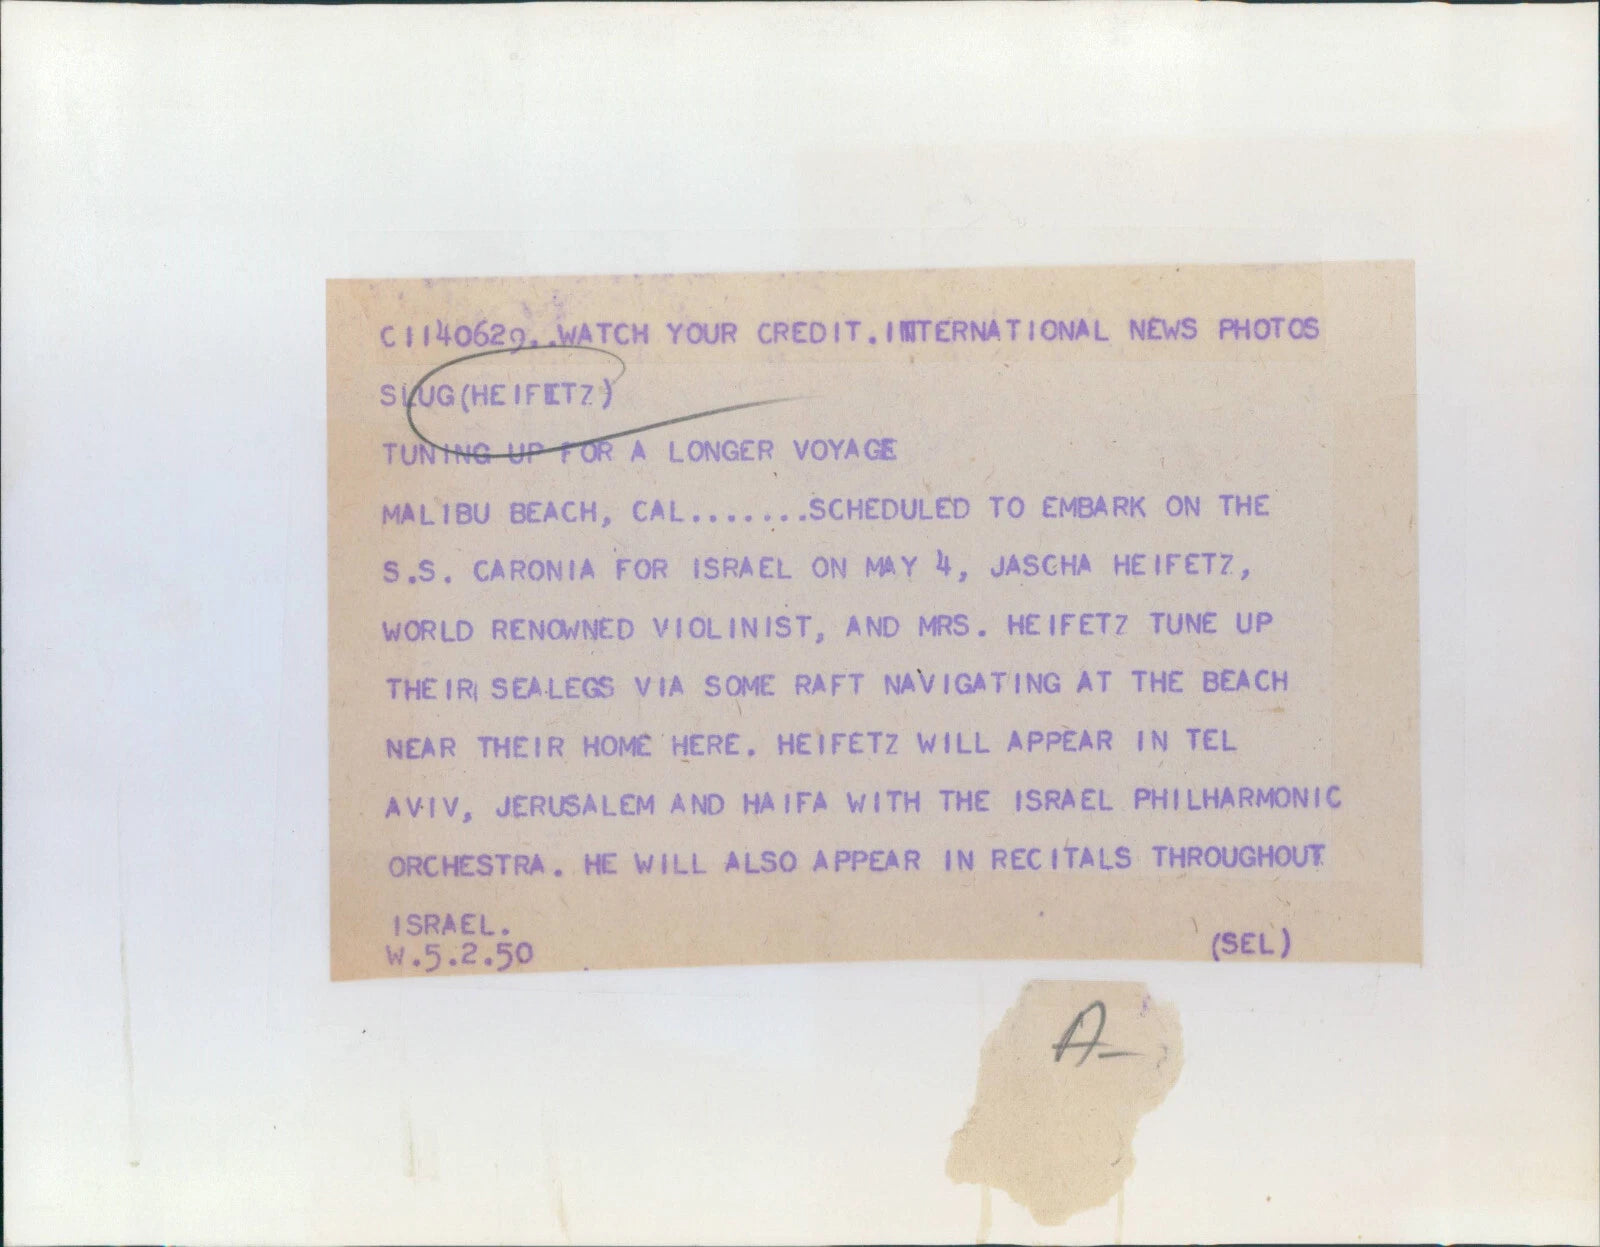 C1140629..WATCH YOUR CREDIT.INTERNATIONAL NEWS PHOTOS
SLUG(HEIFETZ)
TUNING UP FOR A LONGER VOYAGE
MALIBU BEACH, CAL.......SCHEDULED TO EMBARK ON THE
S.S. CARONIA FOR ISRAEL ON MAY 4, JASCHA HEIFETZ,
WORLD RENOWNED VIOLINIST, AND MRS. HEIFETZ TUNE UP
THEIR SEALEGS VIA SOME RAFT NAVIGATING AT THE BEACH
NEAR THEIR HOME HERE. HEIFETZ WILL APPEAR IN TEL
AVIV, JERUSALEM AND HAIFA WITH THE ISRAEL PHILHARMONIC
ORCHESTRA. HE WILL ALSO APPEAR IN RECITALS THROUGHOUT
ISRAEL.
W.5.2.50 (SEL)
A-